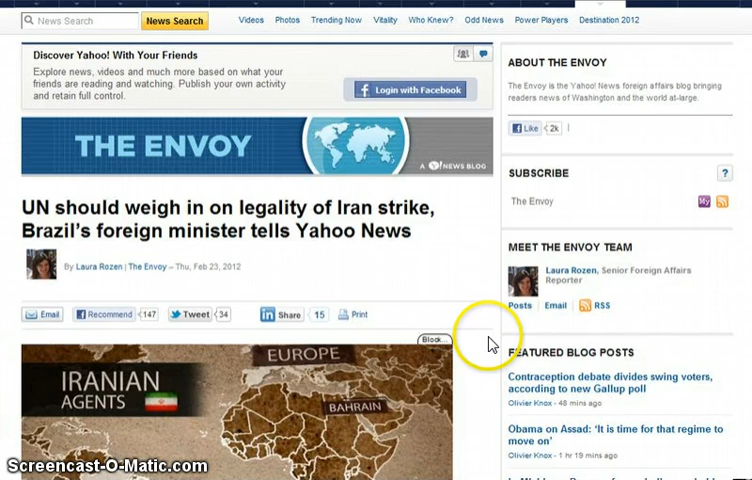 Search
News Search
Videos
Photos
Trending Now
Vitality
Who Knew?
Odd News
Power Players
Destination 2012
Discover Yahoo! With Your Friends
Explore news, videos and much more based on what your
friends are reading and watching. Publish your own activity
and retain full control.
Login with Facebook
THE ENVOY
A Y! NEWS BLOG
UN should weigh in on legality of Iran strike,
Brazil's foreign minister tells Yahoo News
By Laura Rozen | The Envoy – Thu, Feb 23, 2012
Email
Recommend
147
Tweet
34
in Share
15
Print
Block...
IRANIAN
AGENTS
EUROPE
BAHRAIN
ABOUT THE ENVOY
The Envoy is the Yahoo! News foreign affairs blog bringing
readers news of Washington and the world at-large.
Like
2k
SUBSCRIBE
?
The Envoy
My
MEET THE ENVOY TEAM
Laura Rozen, Senior Foreign Affairs
Reporter
Posts
Email
RSS
FEATURED BLOG POSTS
Contraception debate divides swing voters,
according to new Gallup poll
Olivier Knox - 48 mins ago
Obama on Assad: 'It is time for that regime to
move on'
Olivier Knox - 1 hr 19 mins ago
Screencast-O-Matic.com